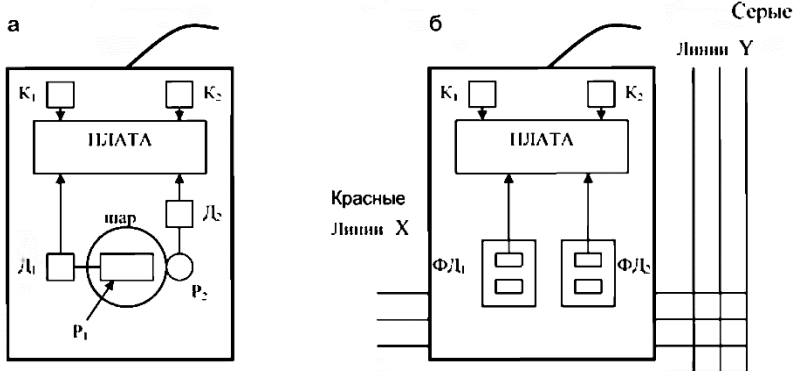 а
К₁
К₂
ПЛАТА
шар
Д₂
Д₁
Р₂
Р₁
б
Серые
Линии Y
К₁
К₂
ПЛАТА
Красные
Линии X
ФД₁
ФД₂